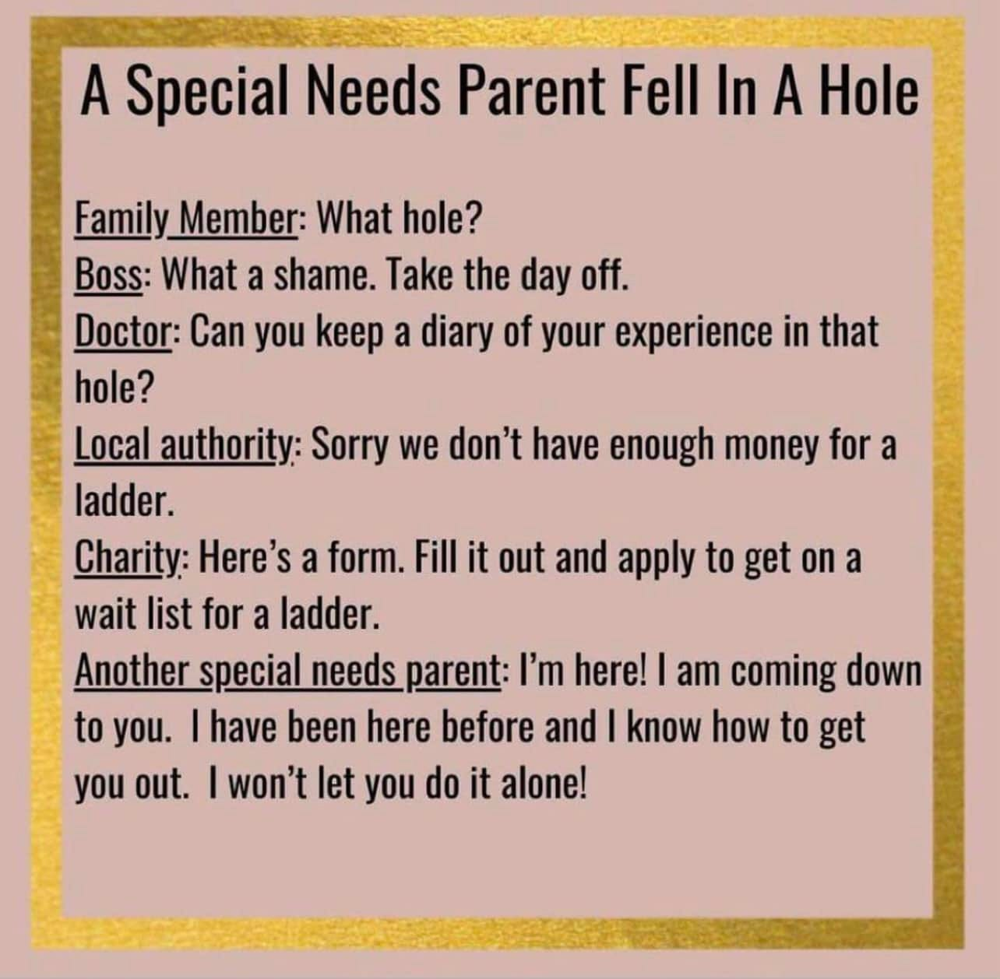 A Special Needs Parent Fell In A Hole
Family Member: What hole?
Boss: What a shame. Take the day off.
Doctor: Can you keep a diary of your experience in that
hole?
Local authority: Sorry we don’t have enough money for a
ladder.
Charity: Here’s a form. Fill it out and apply to get on a
wait list for a ladder.
Another special needs parent: I’m here! I am coming down
to you.  I have been here before and I know how to get
you out.  I won’t let you do it alone!